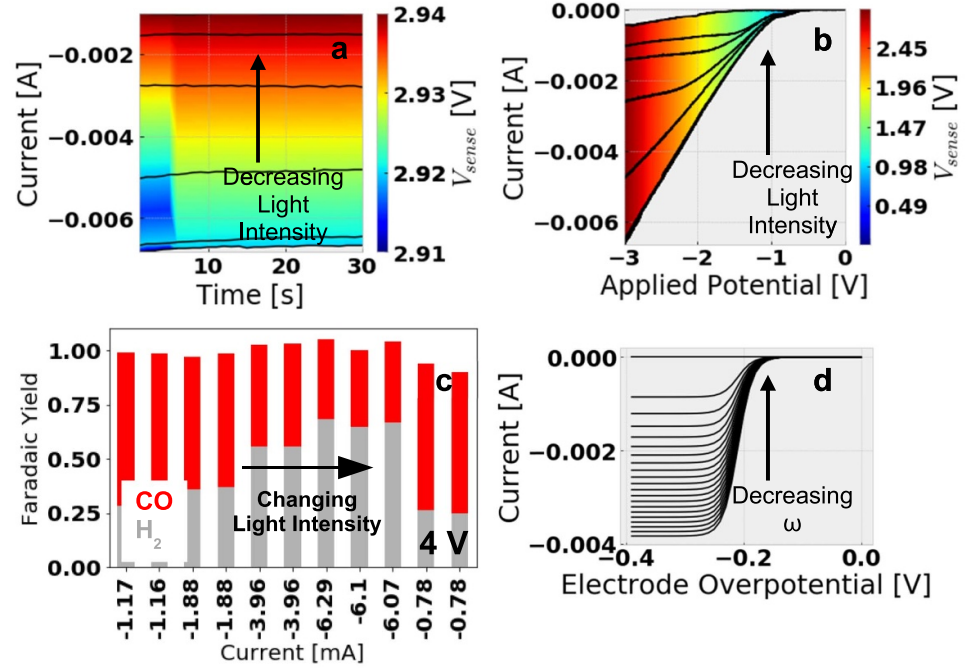 a
−0.002
−0.004
−0.006
Current [A]
Decreasing
Light
Intensity
10
20
30
Time [s]
2.94
2.93
2.92
2.91
V_sense [V]
b
0.000
−0.002
−0.004
−0.006
Current [A]
Decreasing
Light
Intensity
−3
−2
−1
0
Applied Potential [V]
2.45
1.96
1.47
0.98
0.49
V_sense [V]
c
1.00
0.75
0.50
0.25
0.00
Faradaic Yield
CO
H₂
Changing
Light Intensity
4 V
-1.17
-1.16
-1.88
-1.88
-3.96
-3.96
-6.29
-6.1
-6.07
-0.78
-0.78
Current [mA]
d
0.000
−0.002
−0.004
Current [A]
Decreasing
ω
−0.4
−0.2
0.0
Electrode Overpotential [V]